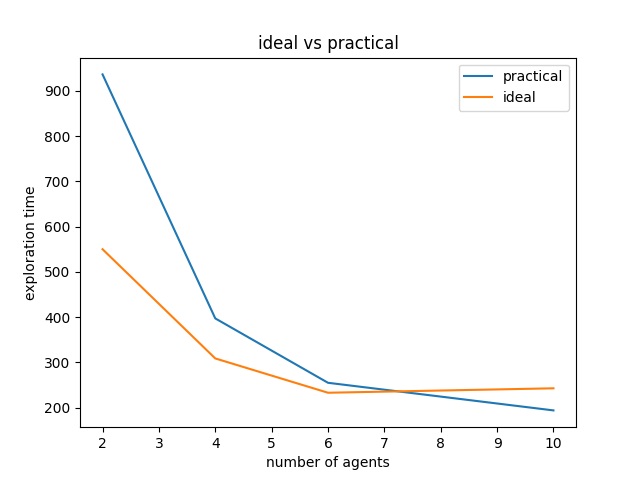 ideal vs practical
practical
ideal
900
800
700
600
500
400
300
200
exploration time
2 3 4 5 6 7 8 9 10
number of agents